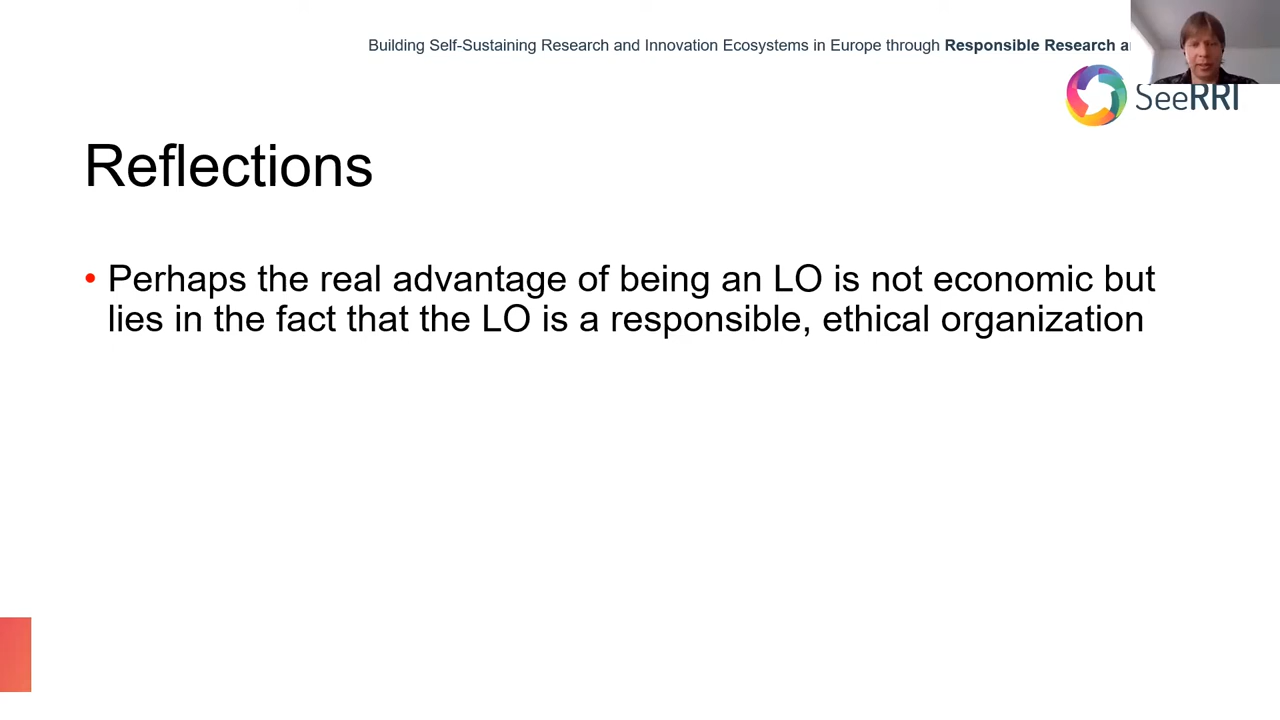 Building Self-Sustaining Research and Innovation Ecosystems in Europe through Responsible Research
SeeRRI
Reflections
• Perhaps the real advantage of being an LO is not economic but
lies in the fact that the LO is a responsible, ethical organization